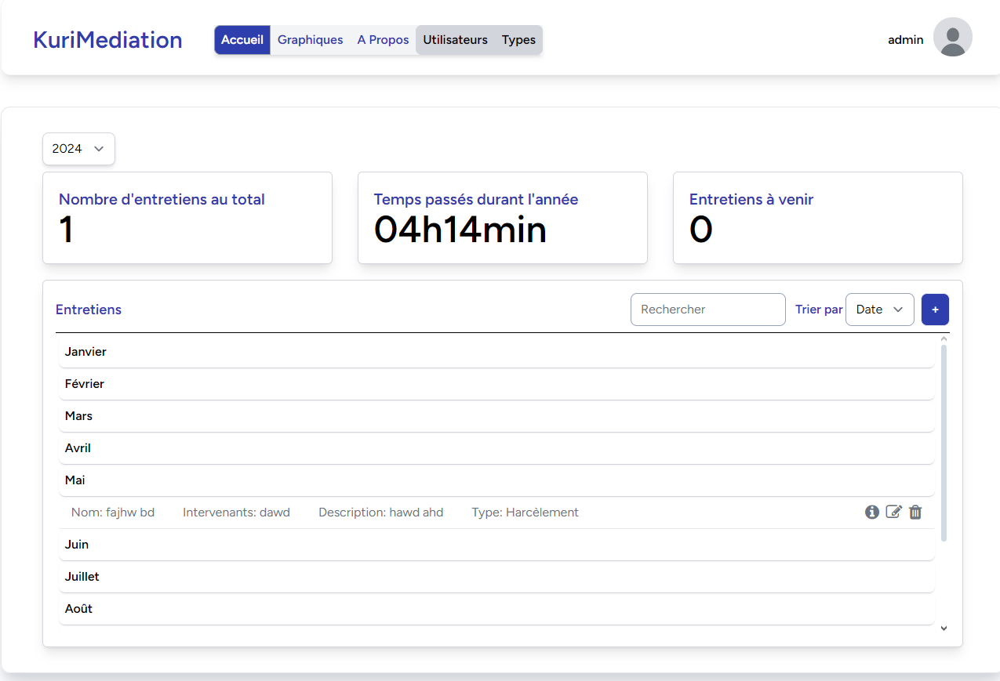 KuriMediation
Accueil Graphiques A Propos Utilisateurs Types
admin
2024
Nombre d'entretiens au total
1
Temps passés durant l'année
04h14min
Entretiens à venir
0
Entretiens
Rechercher
Trier par
Date
+
Janvier
Février
Mars
Avril
Mai
Nom: fajhw bd Intervenants: dawd Description: hawd ahd Type: Harcèlement
Juin
Juillet
Août